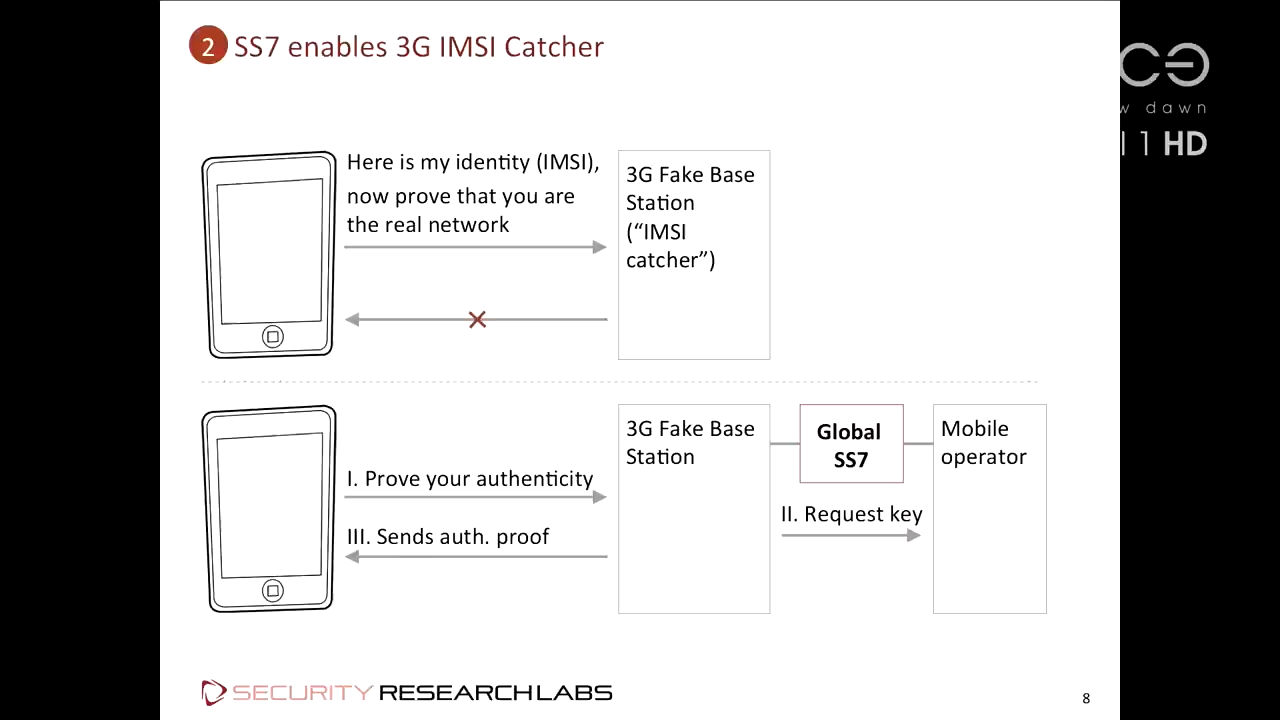 2 SS7 enables 3G IMSI Catcher
Here is my identity (IMSI),
now prove that you are
the real network
3G Fake Base
Station
(“IMSI
catcher”)
I. Prove your authenticity
III. Sends auth. proof
3G Fake Base
Station
Global
SS7
II. Request key
Mobile
operator
SECURITY RESEARCH LABS
8
w dawn
HD